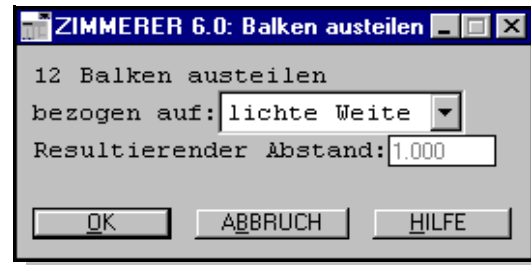 ZIMMERER 6.0: Balken austeilen
12 Balken austeilen
bezogen auf: lichte Weite
Resultierender Abstand: 1.000
OK ABBRUCH HILFE